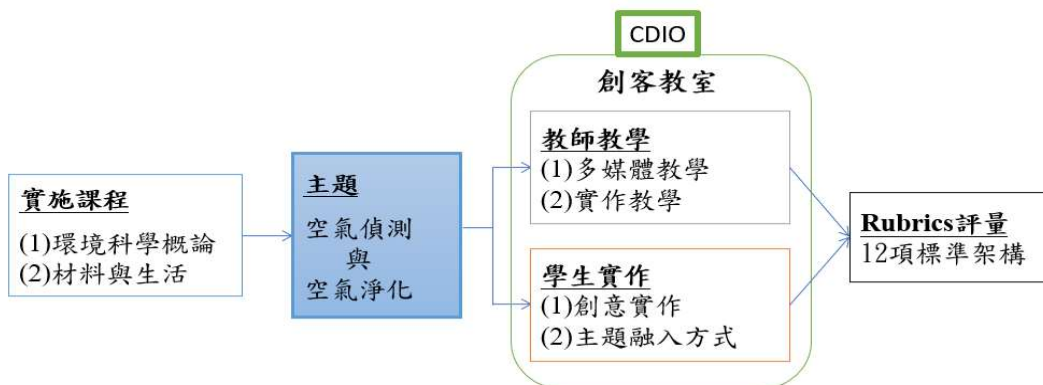 CDIO
創客教室
實施課程
(1)環境科學概論
(2)材料與生活
主題
空氣偵測
與
空氣淨化
教師教學
(1)多媒體教學
(2)實作教學
學生實作
(1)創意實作
(2)主題融入方式
Rubrics評量
12項標準架構